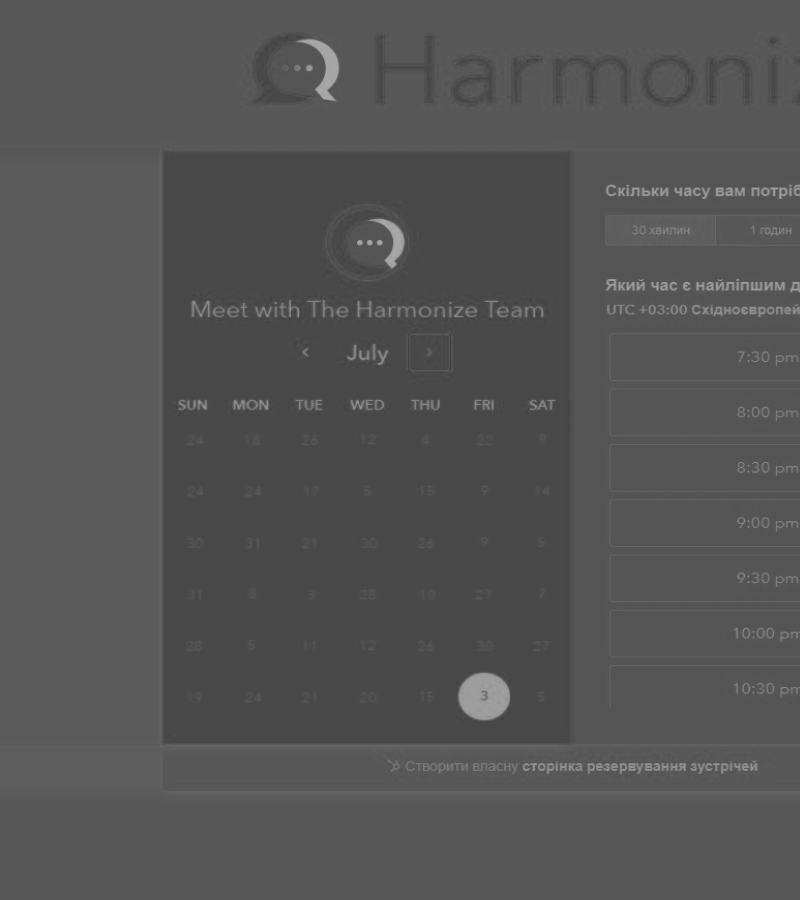 Harmoniz
Meet with The Harmonize Team
‹ July ›
SUN MON TUE WED THU FRI SAT
24 18 26 12 4 22 9
24 24 17 5 15 9 14
30 31 21 30 26 9 5
31 8 3 28 18 27 7
28 5 11 12 26 30 27
19 24 21 20 15 3 5
Скільки часу вам потріб
30 хвилин 1 годин
Який час є найліпшим д
UTC +03:00 Східноєвропей
7:30 pm
8:00 pm
8:30 pm
9:00 pm
9:30 pm
10:00 pm
10:30 pm
Створити власну сторінка резервування зустрічей